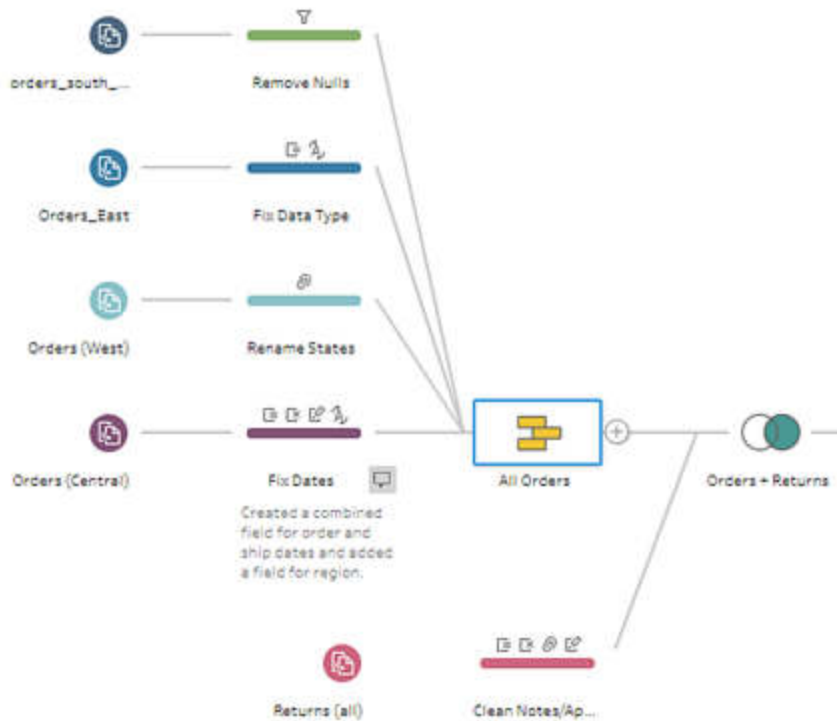 orders_south_...
Remove Nulls
Orders_East
Fix Data Type
Orders (West)
Rename States
Orders (Central)
Fix Dates
All Orders
Orders + Returns
Created a combined
field for order and
ship dates and added
a field for region.
Returns (all)
Clean Notes/Ap...